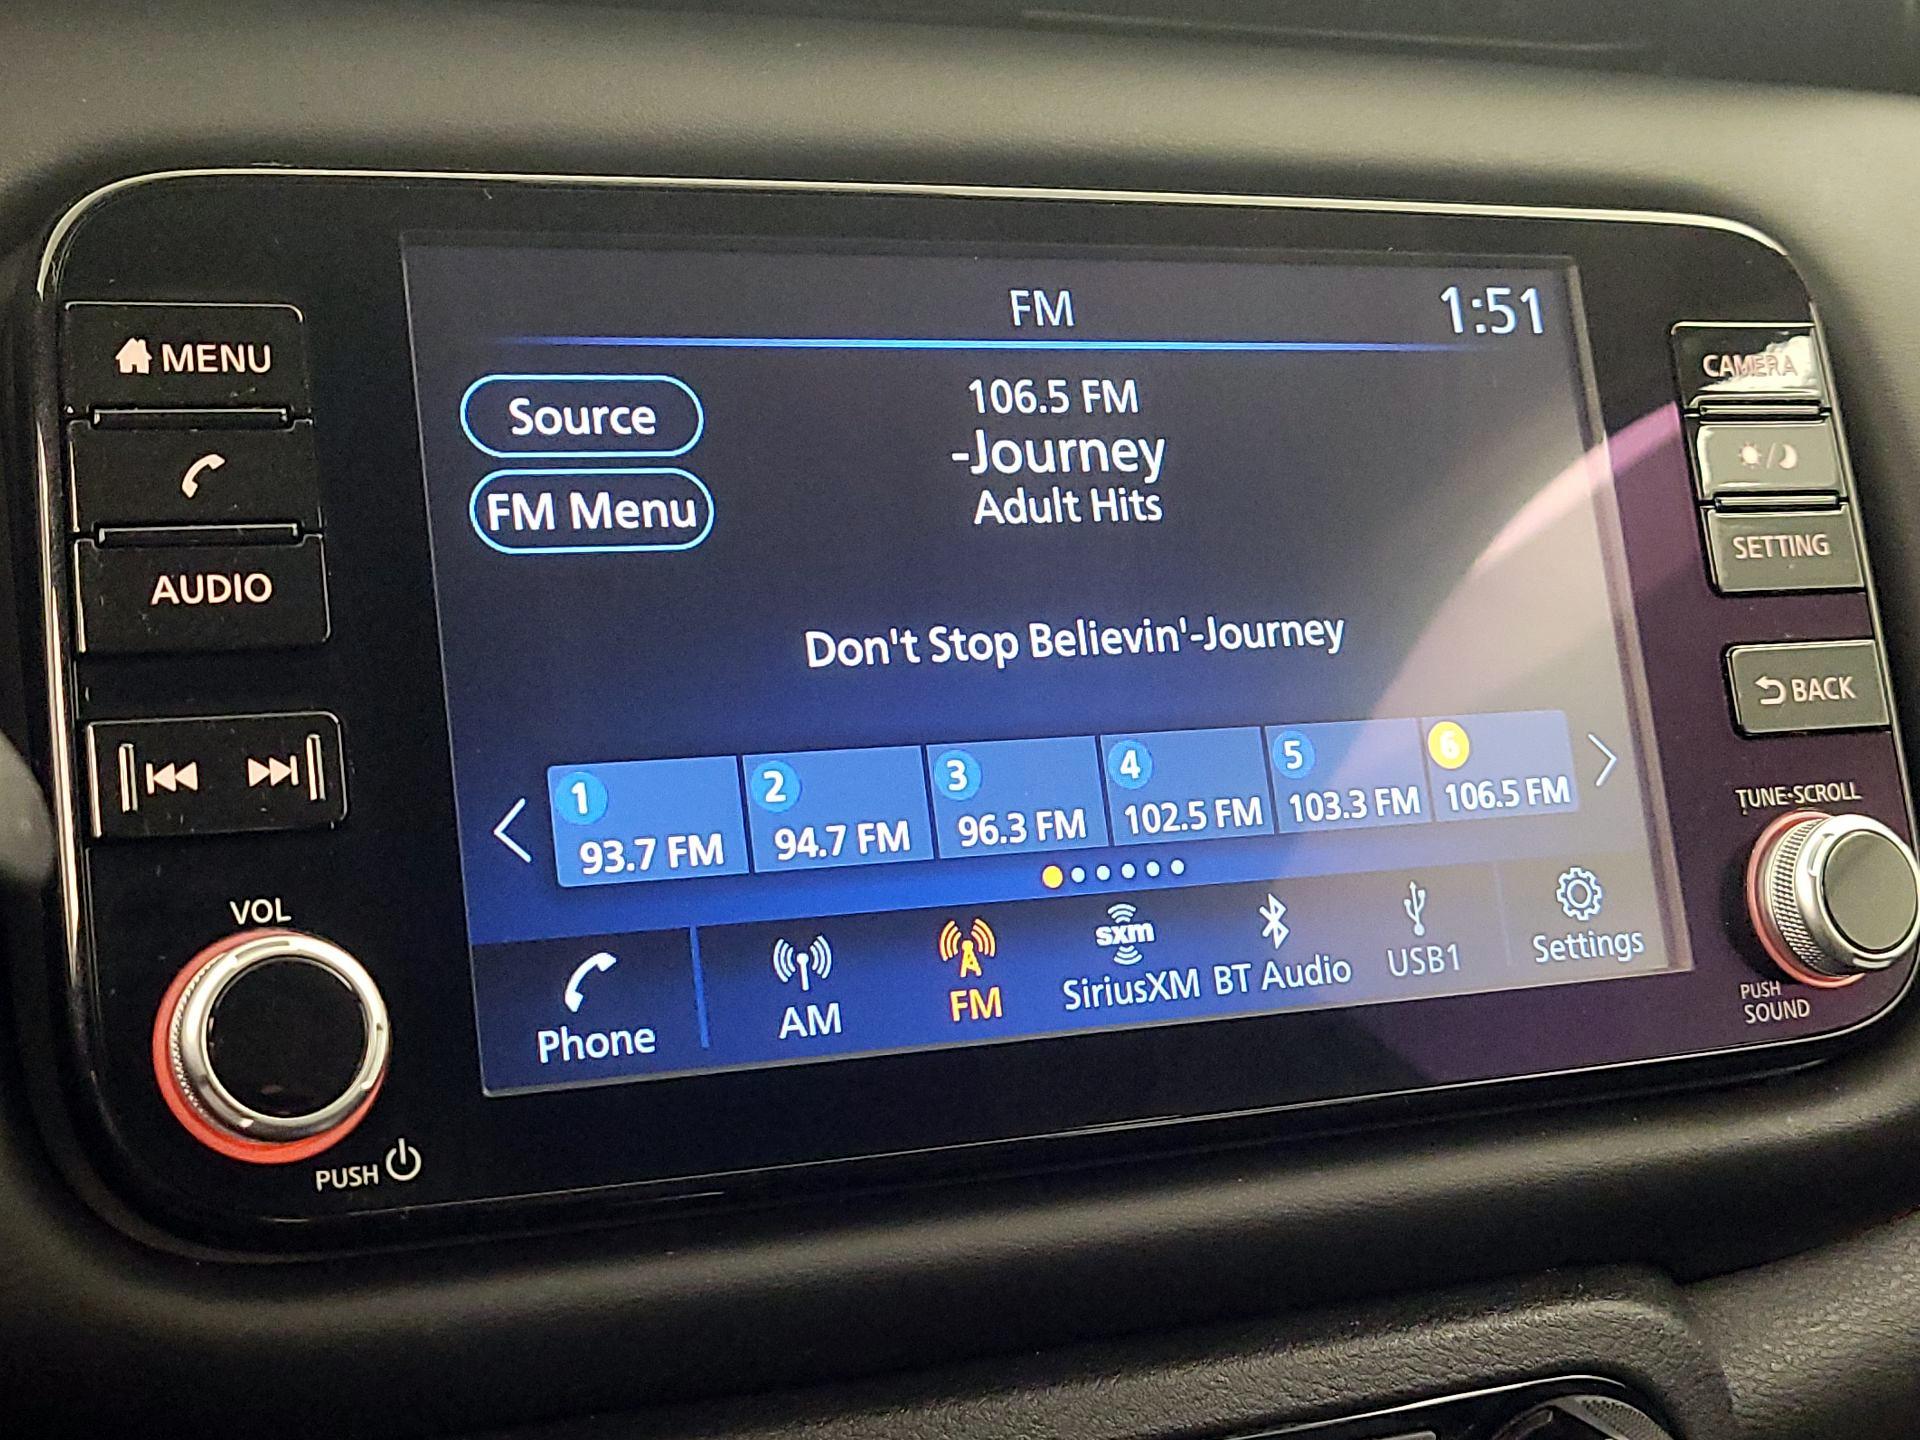 FM
1:51
MENU
AUDIO
VOL
PUSH
Source
FM Menu
106.5 FM
-Journey
Adult Hits
Don't Stop Believin'-Journey
1
93.7 FM
2
94.7 FM
3
96.3 FM
4
102.5 FM
5
103.3 FM
6
106.5 FM
Phone
AM
FM
sxm
SiriusXM
BT Audio
USB1
Settings
CAMERA
SETTING
BACK
TUNE•SCROLL
PUSH
SOUND